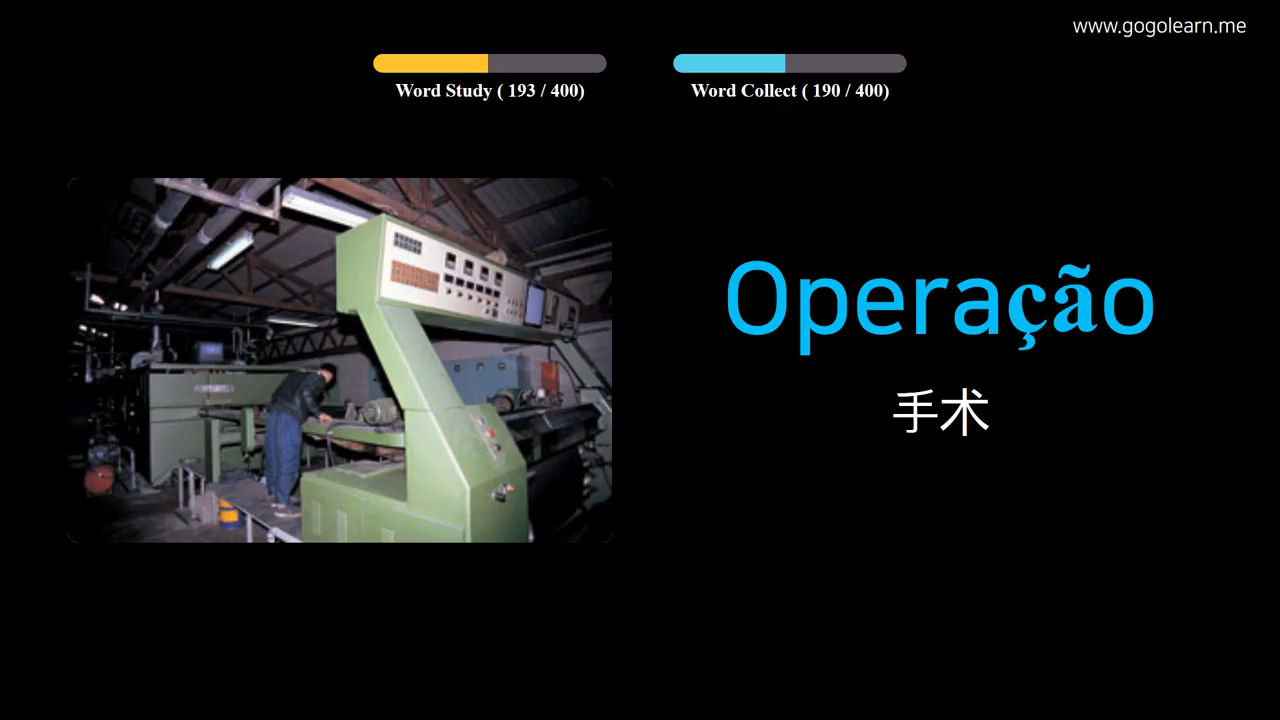 www.gogolearn.me
Word Study ( 193 / 400)
Word Collect ( 190 / 400)
Operação
手术